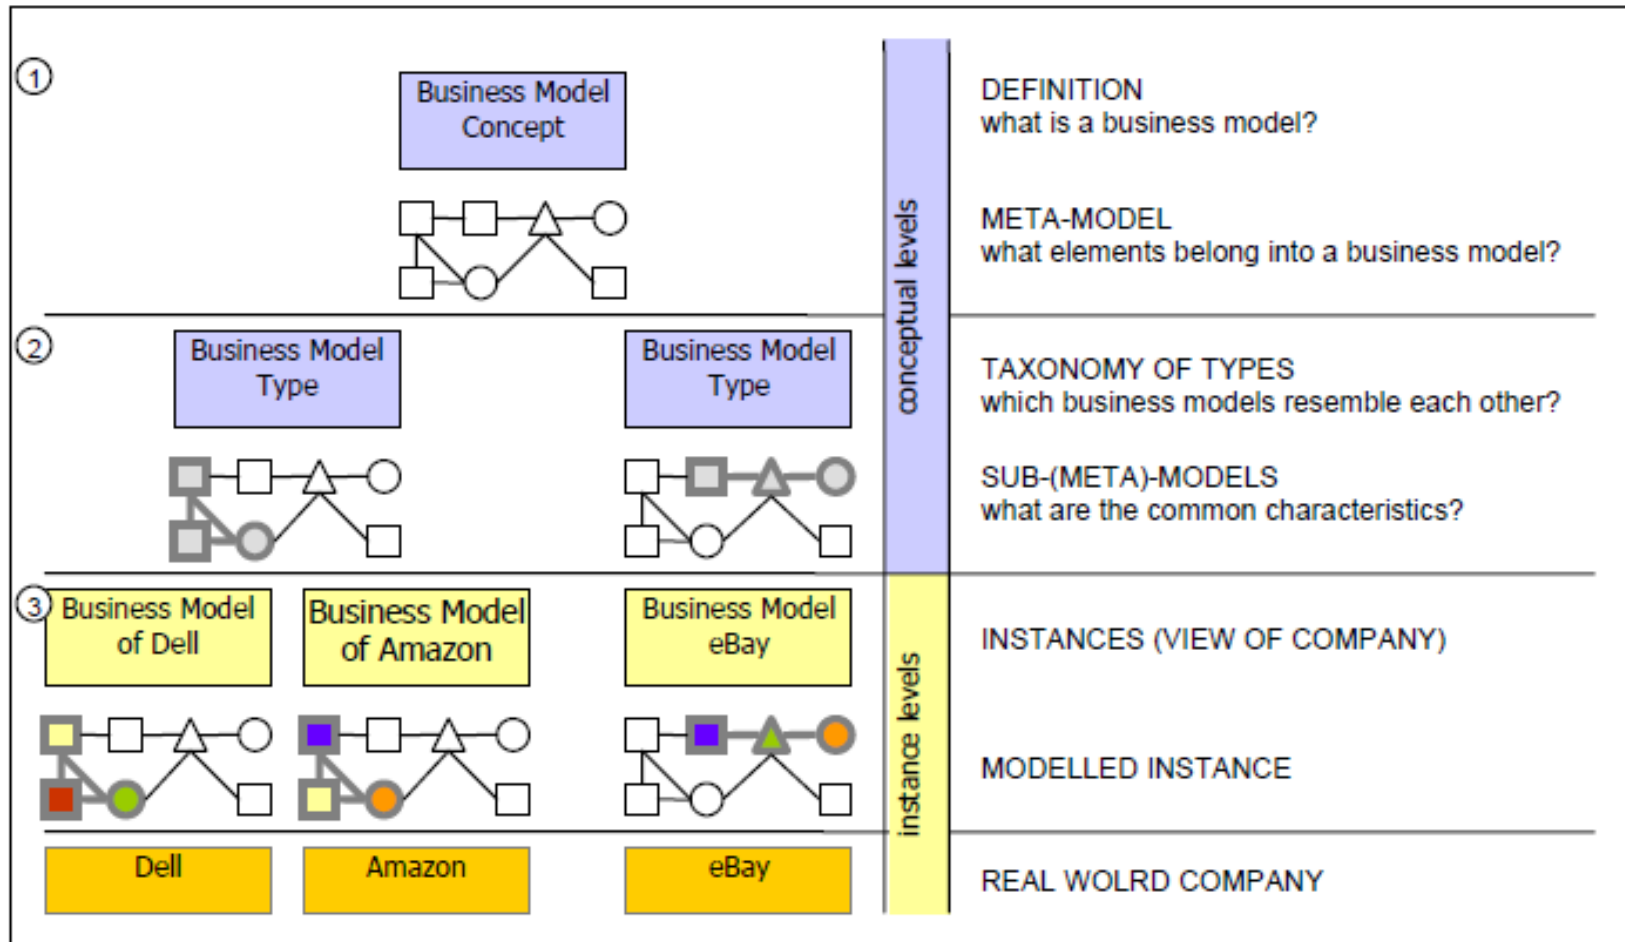 1
Business Model
Concept
DEFINITION
what is a business model?
META-MODEL
what elements belong into a business model?
conceptual levels
2
Business Model
Type
Business Model
Type
TAXONOMY OF TYPES
which business models resemble each other?
SUB-(META)-MODELS
what are the common characteristics?
3
Business Model
of Dell
Business Model
of Amazon
Business Model
eBay
INSTANCES (VIEW OF COMPANY)
instance levels
MODELLED INSTANCE
Dell
Amazon
eBay
REAL WOLRD COMPANY